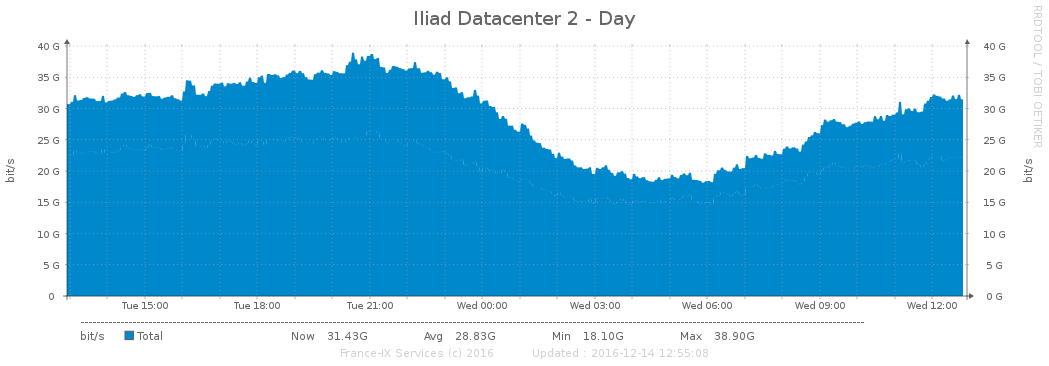 Iliad Datacenter 2 - Day
RRDTOOL / TOBI OETIKER
bit/s
bit/s
40 G 40 G
35 G 35 G
30 G 30 G
25 G 25 G
20 G 20 G
15 G 15 G
10 G 10 G
5 G 5 G
0 0 G
Tue 15:00 Tue 18:00 Tue 21:00 Wed 00:00 Wed 03:00 Wed 06:00 Wed 09:00 Wed 12:00
bit/s Total Now 31.43G Avg 28.83G Min 18.10G Max 38.90G
France-IX Services (c) 2016 Updated : 2016-12-14 12:55:08